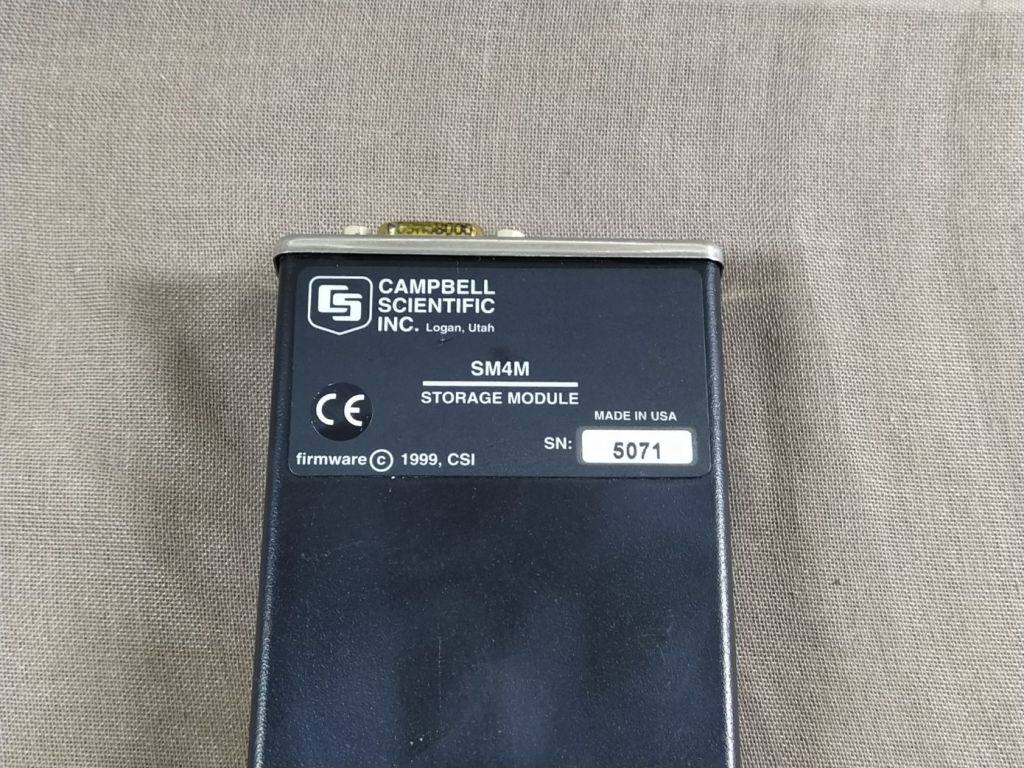 CAMPBELL
SCIENTIFIC
INC. Logan, Utah
SM4M
STORAGE MODULE
CE
MADE IN USA
SN: 5071
firmware © 1999, CSI